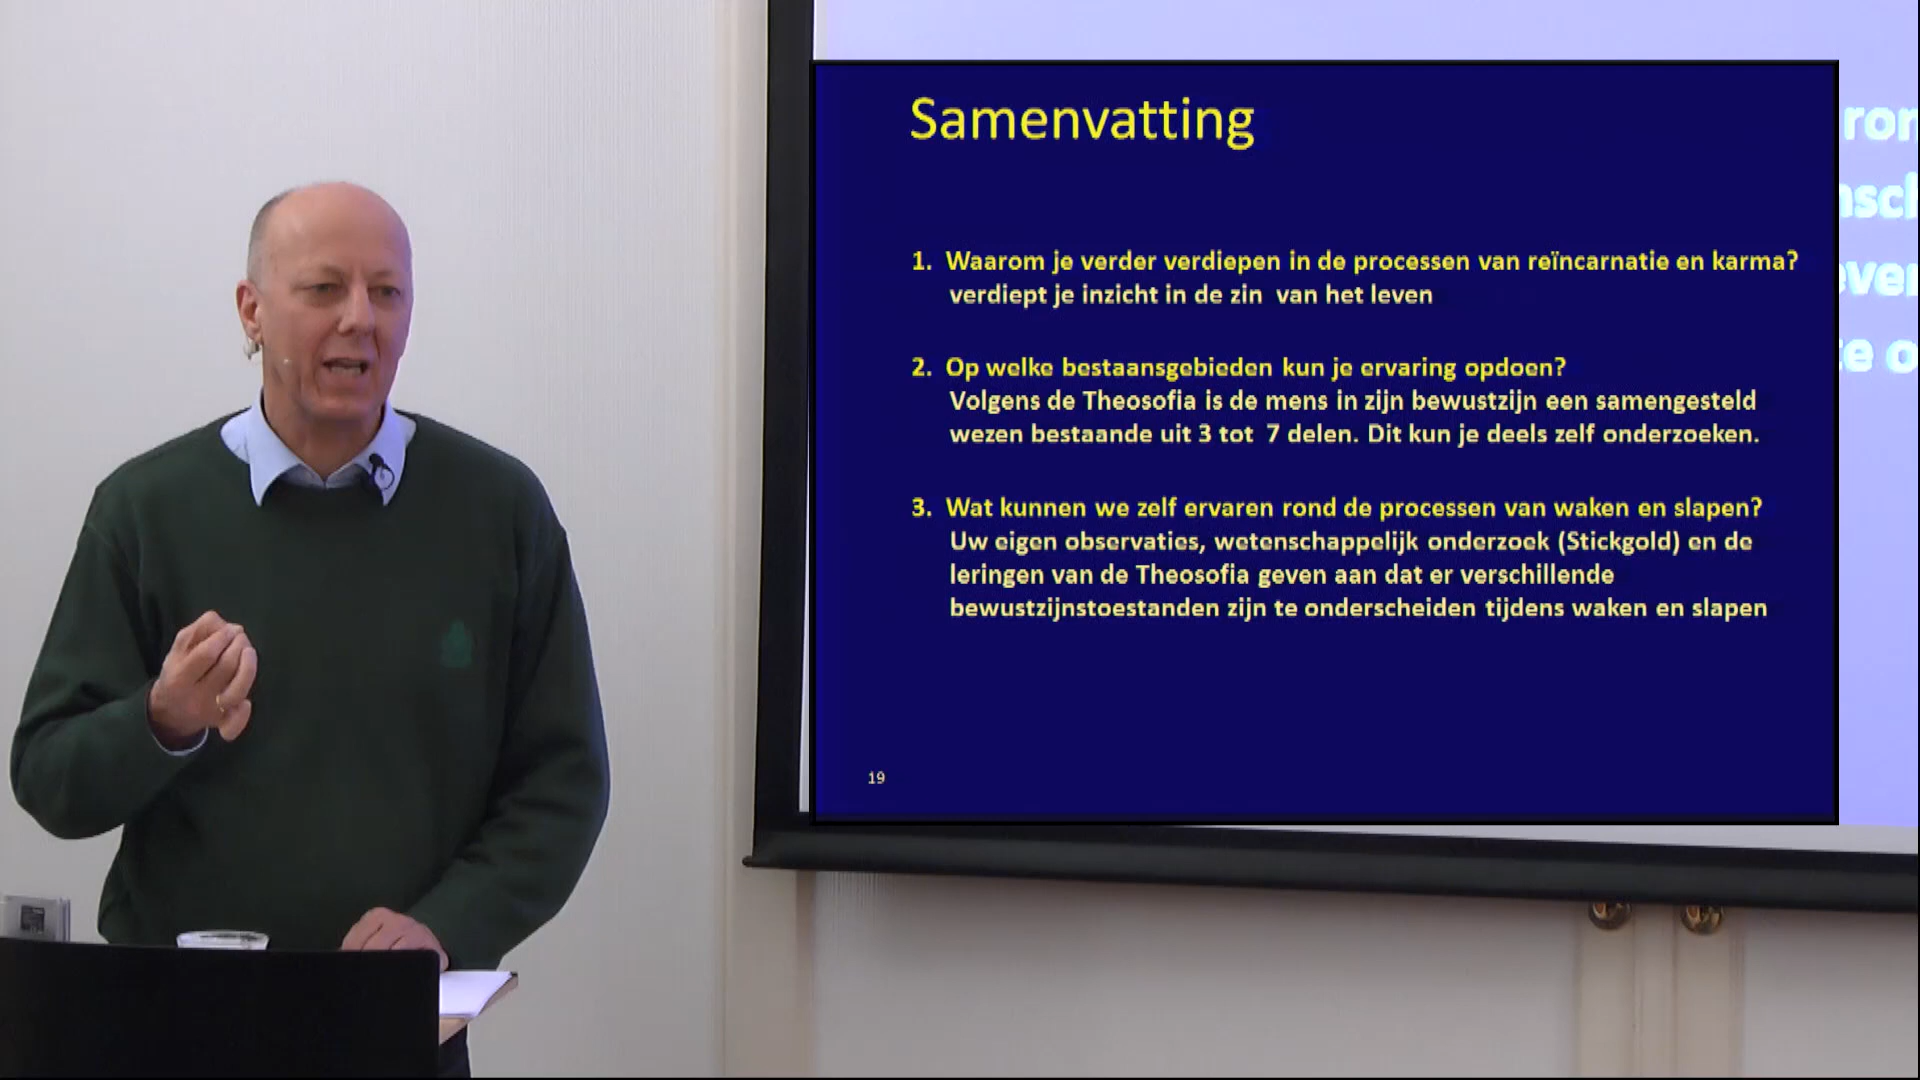 Samenvatting
1. Waarom je verder verdiepen in de processen van reïncarnatie en karma?
verdiept je inzicht in de zin van het leven
2. Op welke bestaansgebieden kun je ervaring opdoen?
Volgens de Theosofia is de mens in zijn bewustzijn een samengesteld
wezen bestaande uit 3 tot 7 delen. Dit kun je deels zelf onderzoeken.
3. Wat kunnen we zelf ervaren rond de processen van waken en slapen?
Uw eigen observaties, wetenschappelijk onderzoek (Stickgold) en de
leringen van de Theosofia geven aan dat er verschillende
bewustzijnstoestanden zijn te onderscheiden tijdens waken en slapen
19